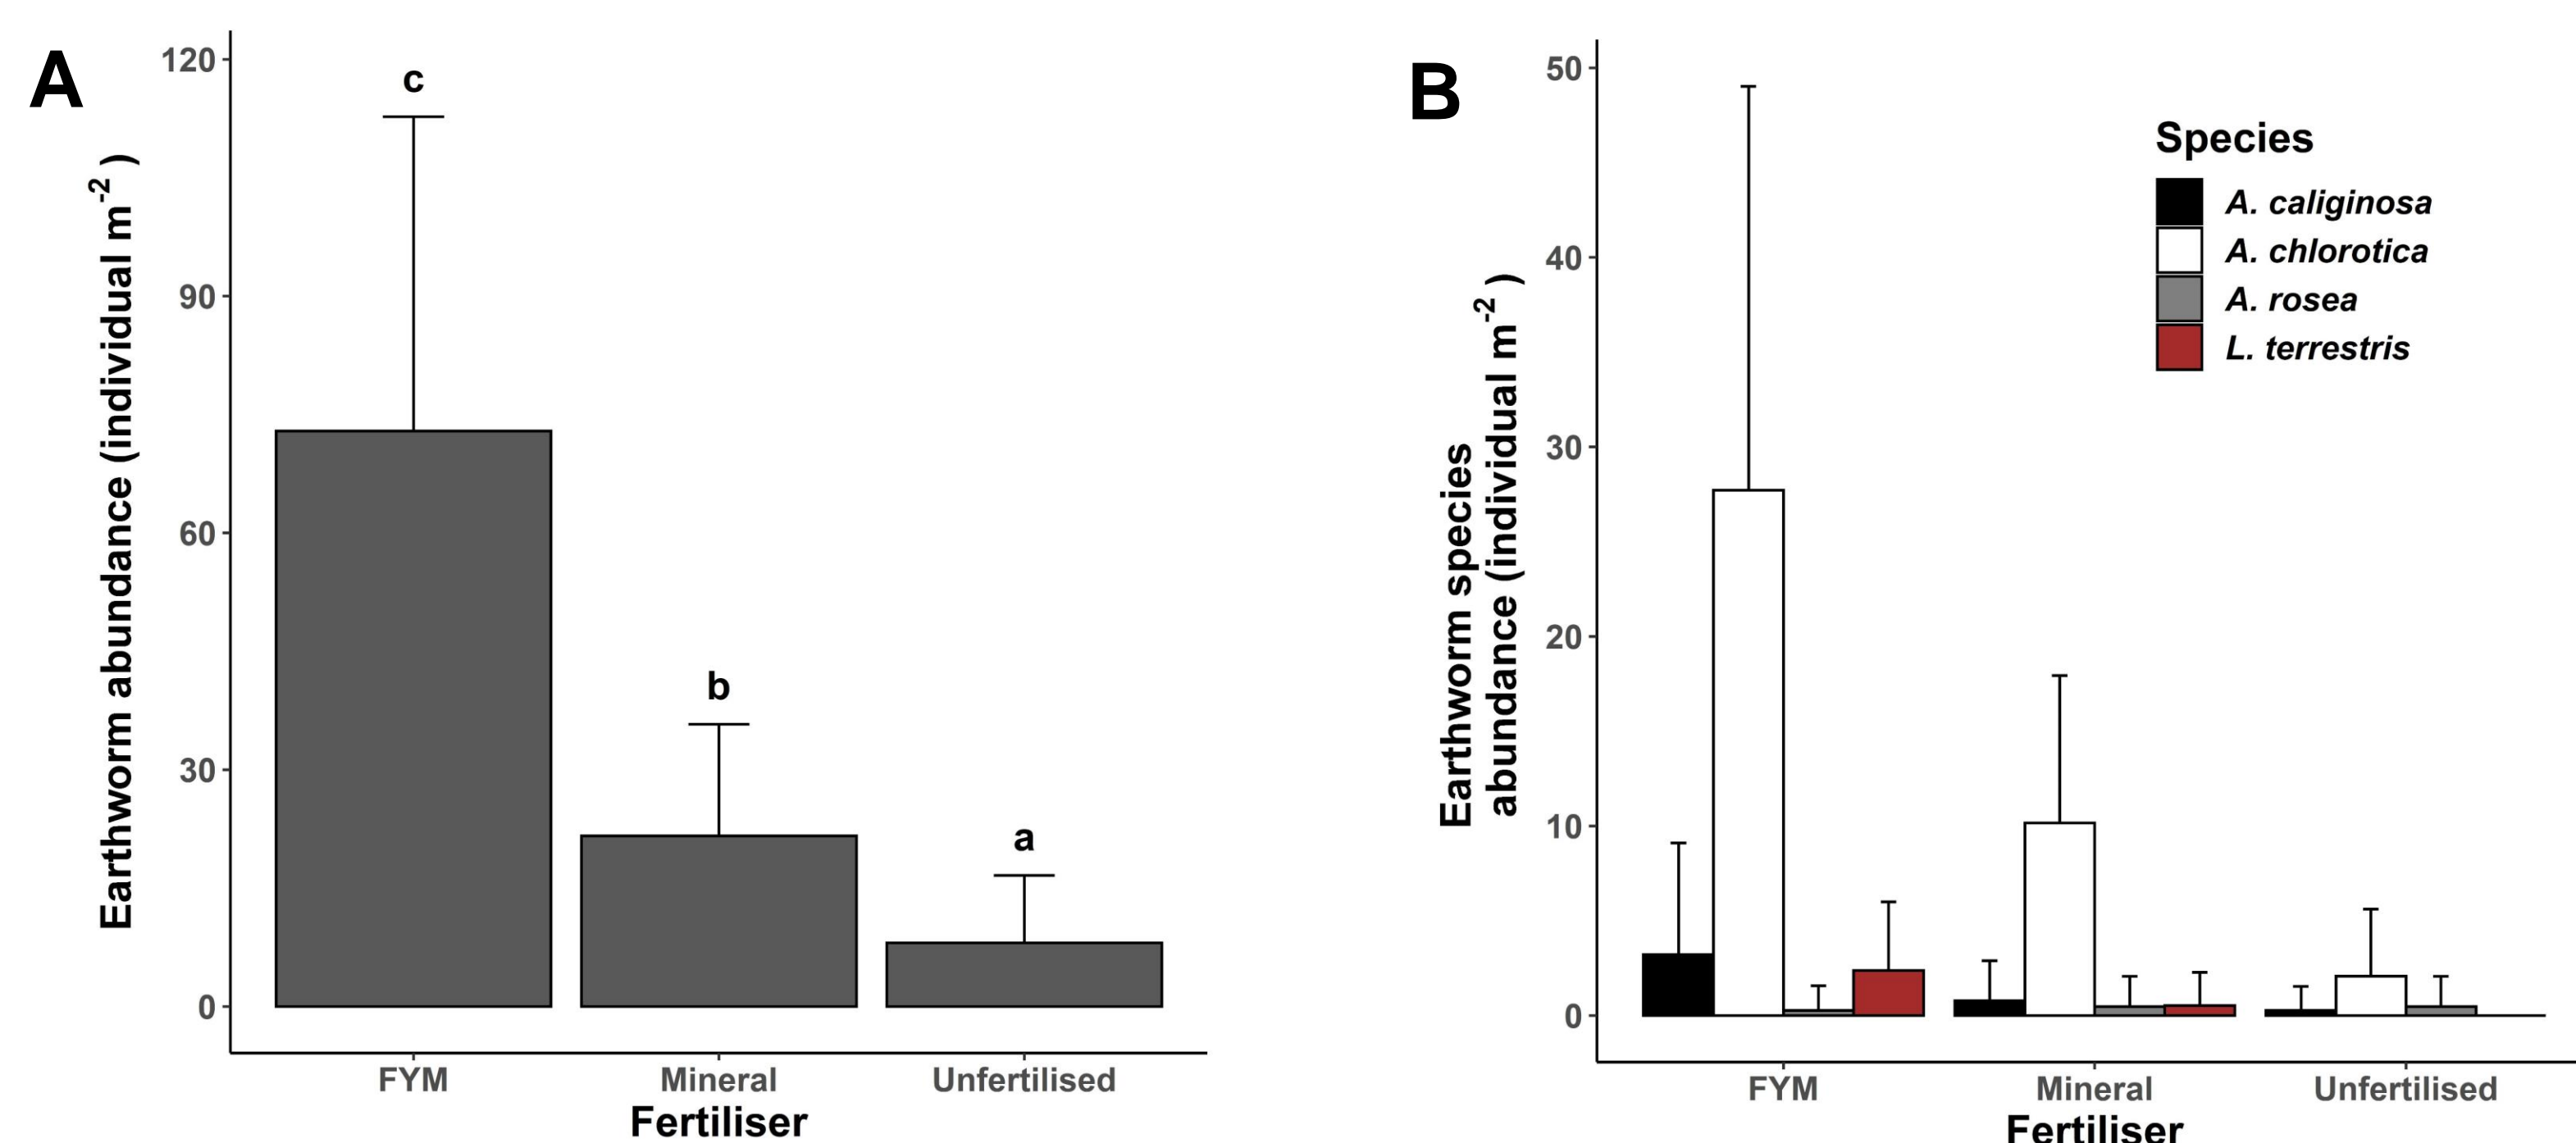 A
Earthworm abundance (individual m-2 )
120
90
60
30
0
c
b
a
FYM
Mineral
Unfertilised
Fertiliser
B
Earthworm species
abundance (individual m-2 )
50
40
30
20
10
0
Species
A. caliginosa
A. chlorotica
A. rosea
L. terrestris
FYM
Mineral
Unfertilised
Fertiliser